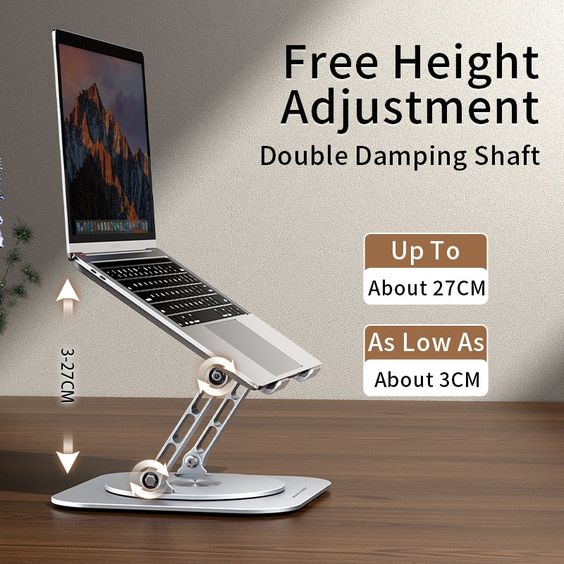 Free Height
Adjustment
Double Damping Shaft
Up To
About 27CM
As Low As
About 3CM
3-27CM